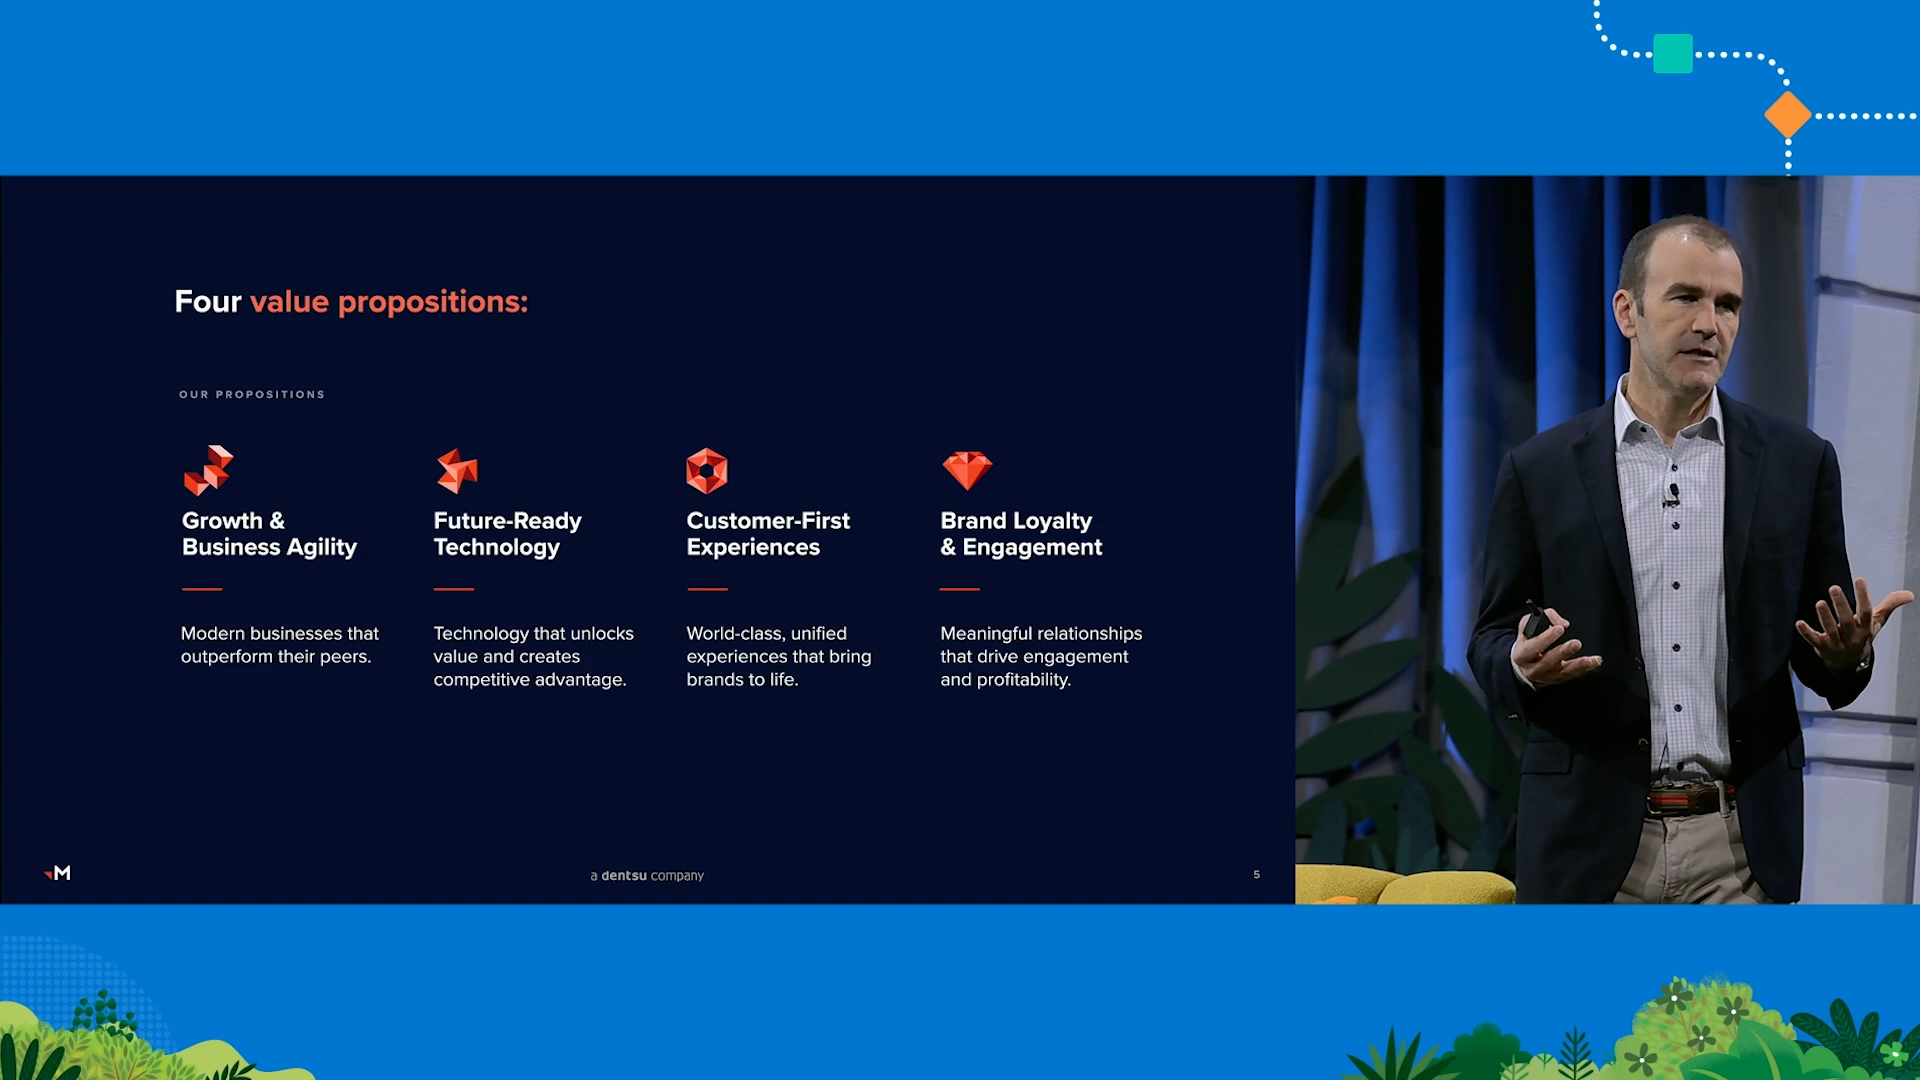 Four value propositions:
OUR PROPOSITIONS
Growth &
Business Agility
Modern businesses that
outperform their peers.
Future-Ready
Technology
Technology that unlocks
value and creates
competitive advantage.
Customer-First
Experiences
World-class, unified
experiences that bring
brands to life.
Brand Loyalty
& Engagement
Meaningful relationships
that drive engagement
and profitability.
M
a dentsu company
5